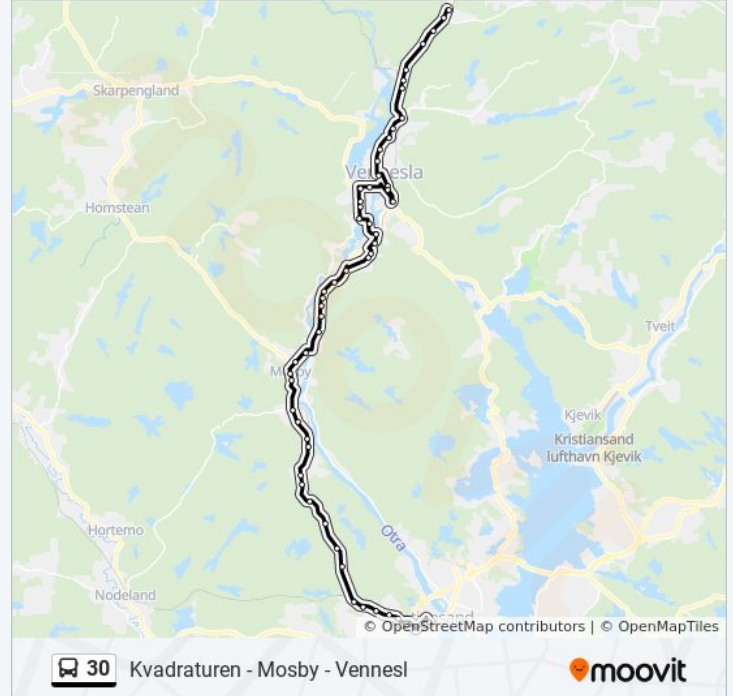 Skarpengland
Vennesla
Homstean
Tveit
Mosby
Kjevik
Kristiansand
lufthavn Kjevik
Otra
Hortemo
Nodeland
© OpenStreetMap contributors | © OpenMapTiles
30 Kvadraturen - Mosby - Vennesl
moovit